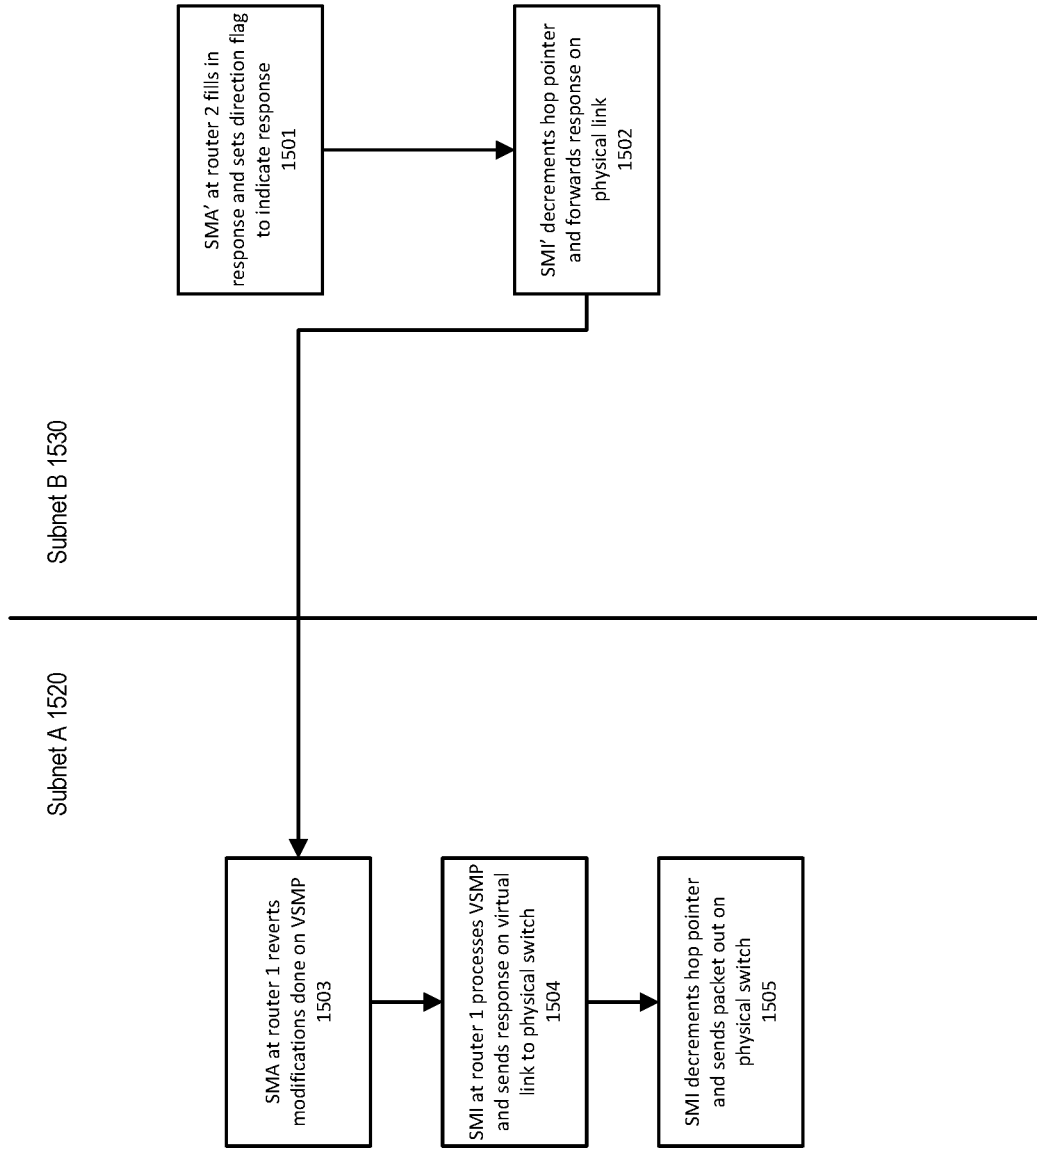 Subnet A 1520
Subnet B 1530
SMA’ at router 2 fills in
response and sets direction flag
to indicate response
1501
SMI’ decrements hop pointer
and forwards response on
physical link
1502
SMA at router 1 reverts
modifications done on VSMP
1503
SMI at router 1 processes VSMP
and sends response on virtual
link to physical switch
1504
SMI decrements hop pointer
and sends packet out on
physical switch
1505